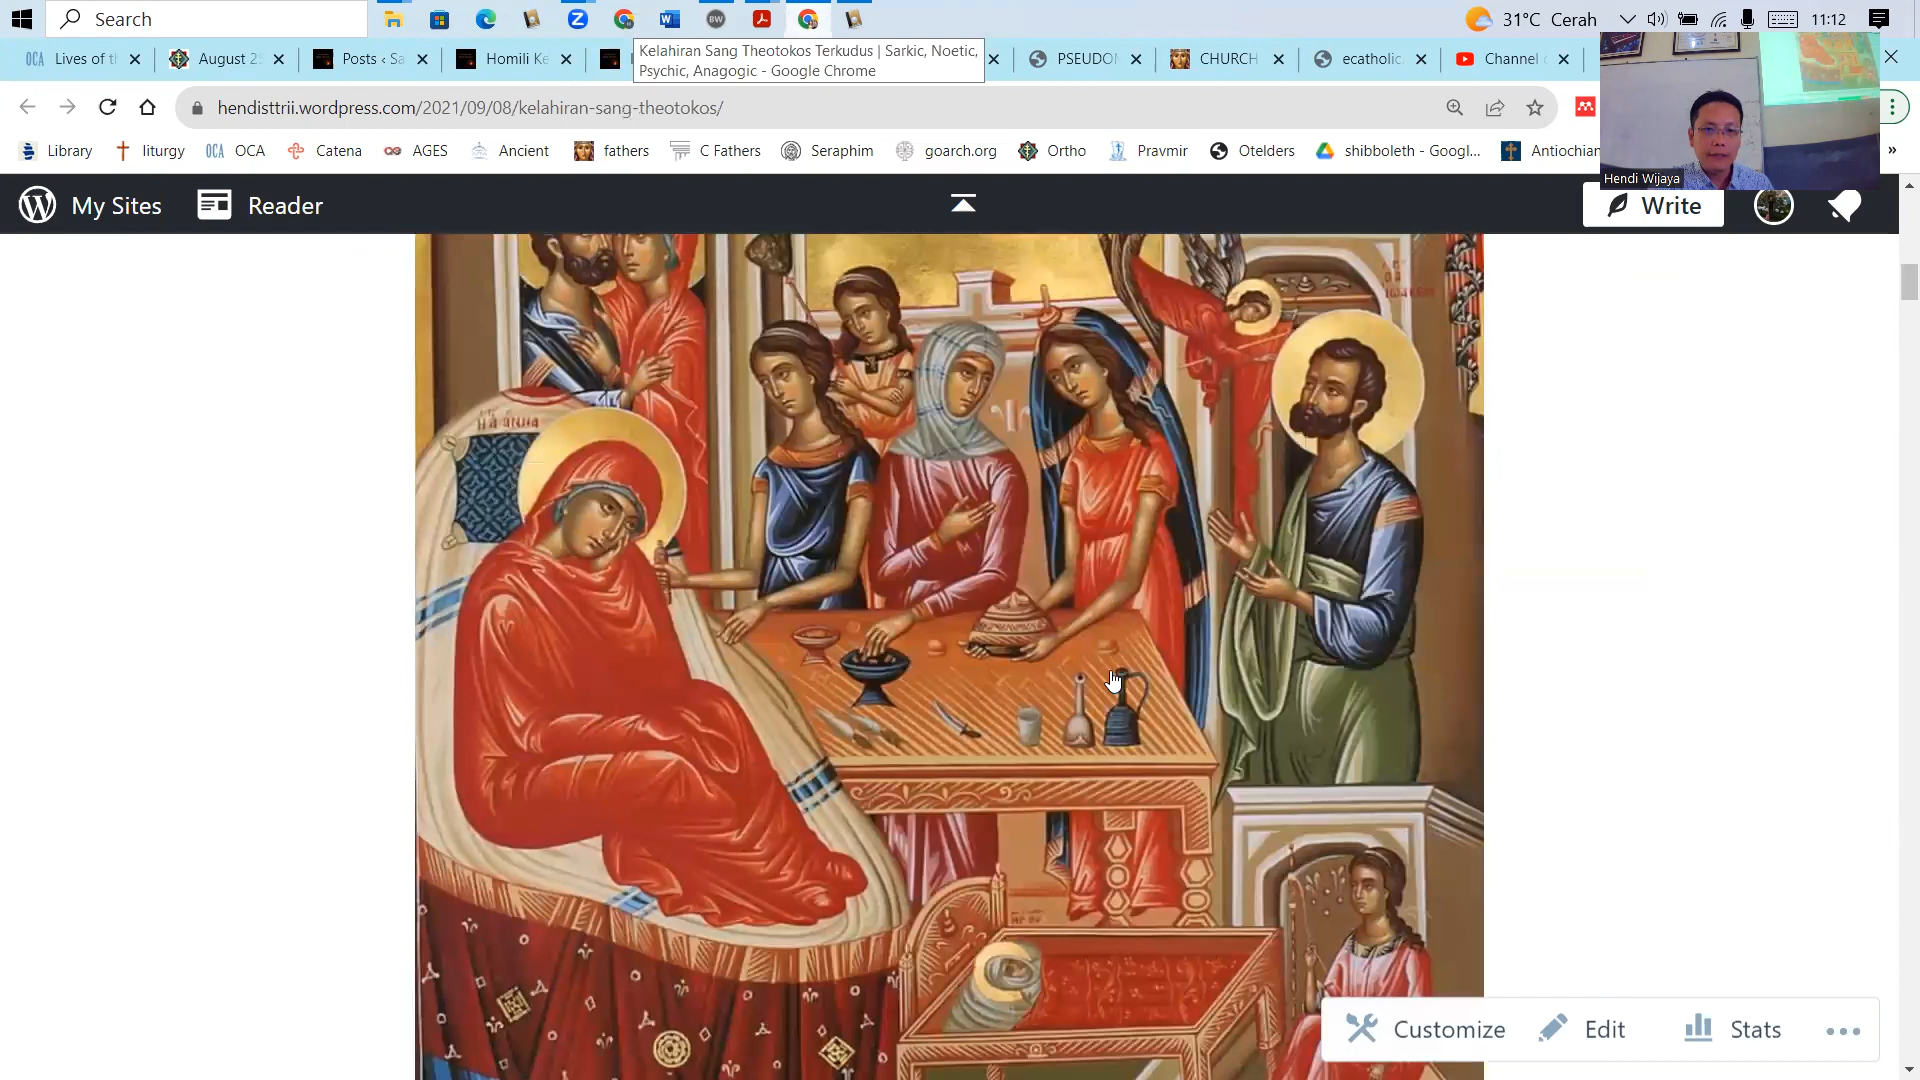 Search
31°C Cerah
11:12
Lives of t
August 2
Posts ‹ Sa
Homili Ke
Kelahiran Sang Theotokos Terkudus | Sarkic, Noetic,
Psychic, Anagogic - Google Chrome
PSEUDO
CHURCH
ecatholic
Channel
hendisttrii.wordpress.com/2021/09/08/kelahiran-sang-theotokos/
Library
liturgy
OCA
OCA
Catena
AGES
Ancient
fathers
C Fathers
Seraphim
goarch.org
Ortho
Pravmir
Otelders
shibboleth - Googl...
Antiochian
»
Hendi Wijaya
My Sites
Reader
Write
Customize
Edit
Stats